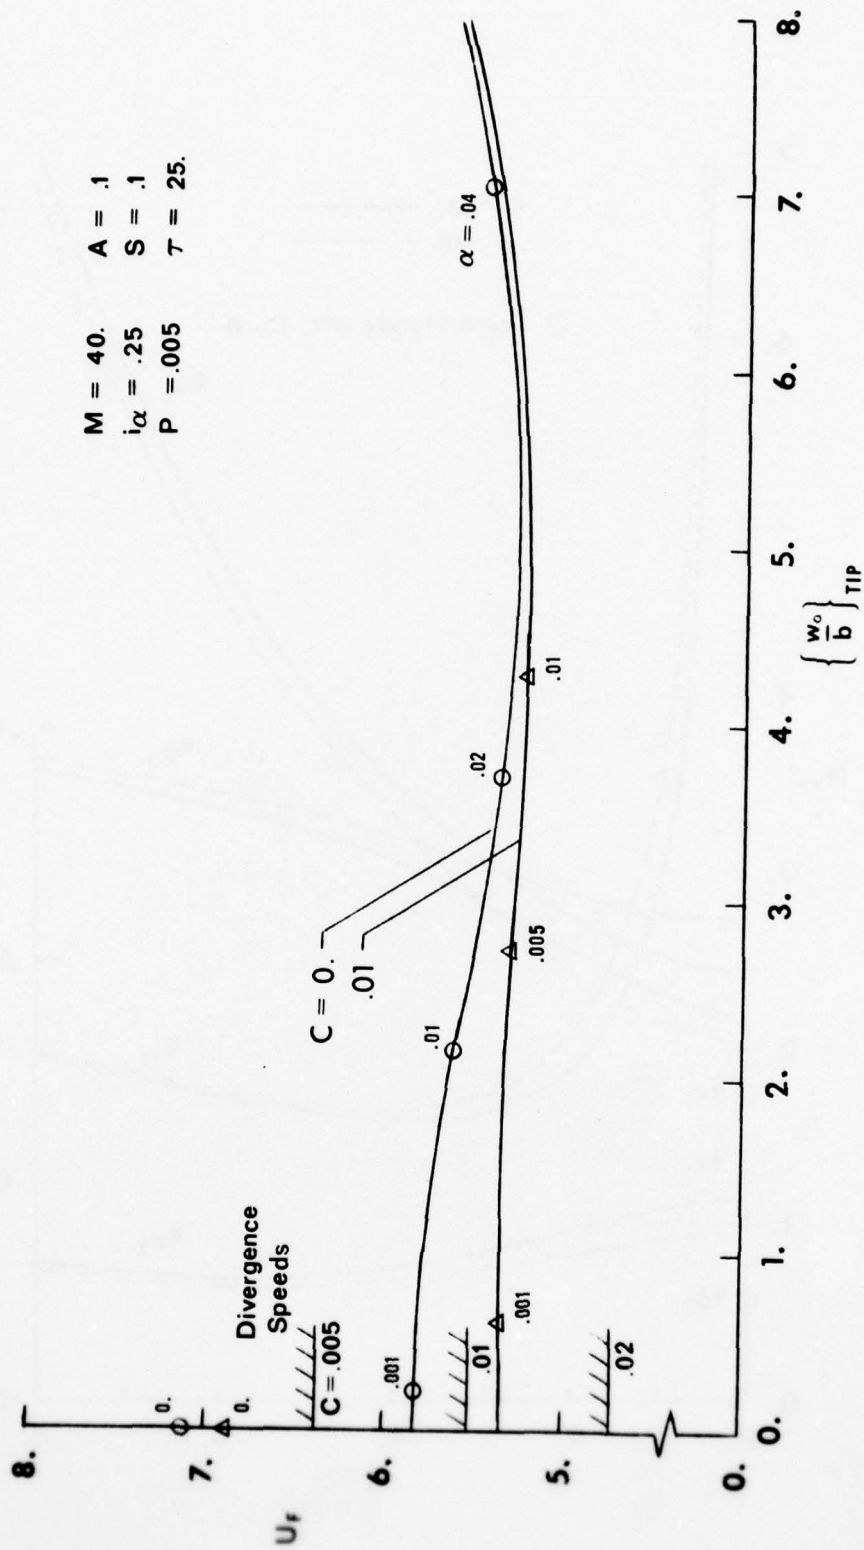 M = 40.   A = .1
iα = .25   S = .1
P = .005   τ = 25.
U_F
8.
7.
6.
5.
0.
0.
0.
Divergence
Speeds
C = .005
.01
.02
C = 0.
.01
.001
.01
.02
α = .04
.001
.005
.01
0.
1.
2.
3.
4.
5.
6.
7.
8.
{w₀/b}TIP